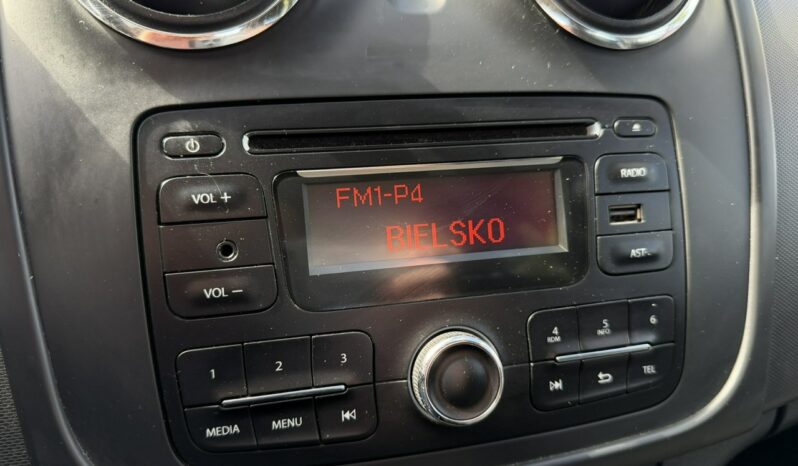 VOL +
VOL −
FM1-P4
BIELSKO
RADIO
AST
1
2
3
MEDIA
MENU
4
RDM
5
INFO
6
TEL